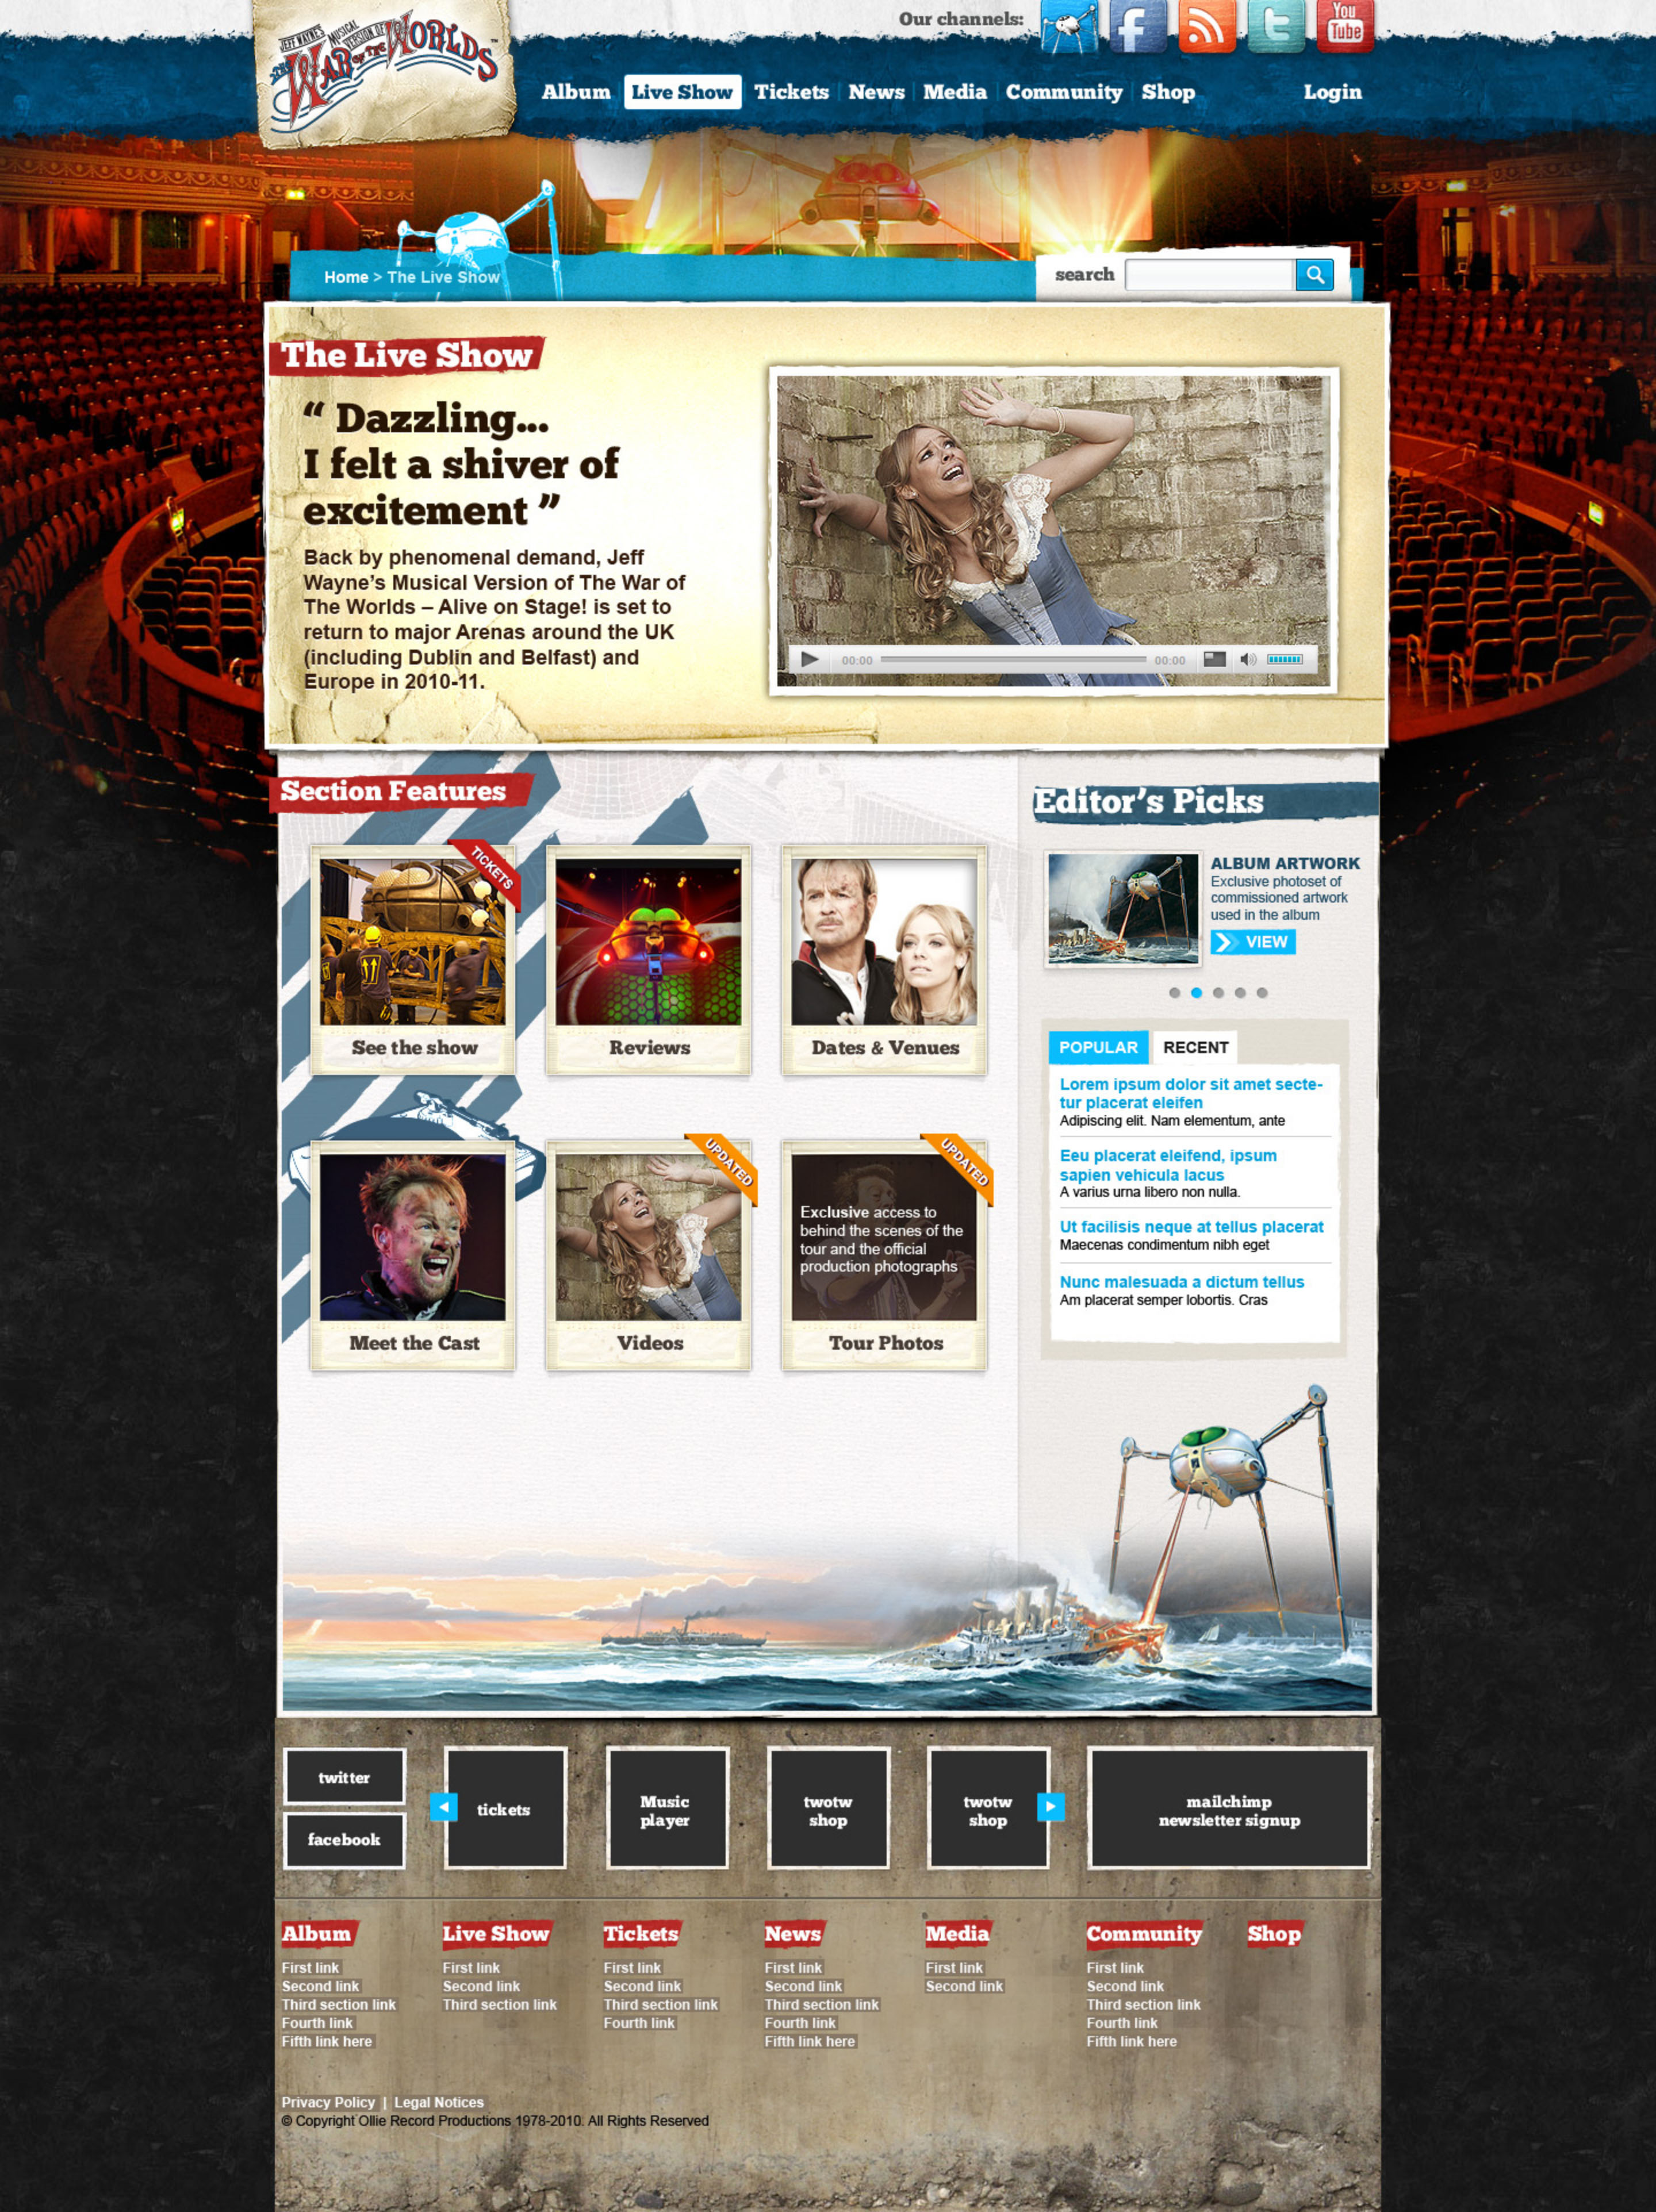 JEFF WAYNE'S MUSICAL VERSION OF
THE WAR OF THE WORLDS™
Our channels:
You
Tube
Album
Live Show
Tickets
News
Media
Community
Shop
Login
Home > The Live Show
search
The Live Show
“ Dazzling...
I felt a shiver of
excitement ”
Back by phenomenal demand, Jeff
Wayne’s Musical Version of The War of
The Worlds – Alive on Stage! is set to
return to major Arenas around the UK
(including Dublin and Belfast) and
Europe in 2010-11.
00:00
00:00
Section Features
TICKETS
See the show
Reviews
Dates & Venues
Meet the Cast
UPDATED
Videos
UPDATED
Exclusive access to
behind the scenes of the
tour and the official
production photographs
Tour Photos
Editor’s Picks
ALBUM ARTWORK
Exclusive photoset of
commissioned artwork
used in the album
VIEW
POPULAR
RECENT
Lorem ipsum dolor sit amet secte-
tur placerat eleifen
Adipiscing elit. Nam elementum, ante
Eeu placerat eleifend, ipsum
sapien vehicula lacus
A varius urna libero non nulla.
Ut facilisis neque at tellus placerat
Maecenas condimentum nibh eget
Nunc malesuada a dictum tellus
Am placerat semper lobortis. Cras
twitter
facebook
tickets
Music
player
twotw
shop
twotw
shop
mailchimp
newsletter signup
Album
First link
Second link
Third section link
Fourth link
Fifth link here
Live Show
First link
Second link
Third section link
Tickets
First link
Second link
Third section link
Fourth link
News
First link
Second link
Third section link
Fourth link
Fifth link here
Media
First link
Second link
Community
First link
Second link
Third section link
Fourth link
Fifth link here
Shop
Privacy Policy | Legal Notices
© Copyright Ollie Record Productions 1978-2010. All Rights Reserved